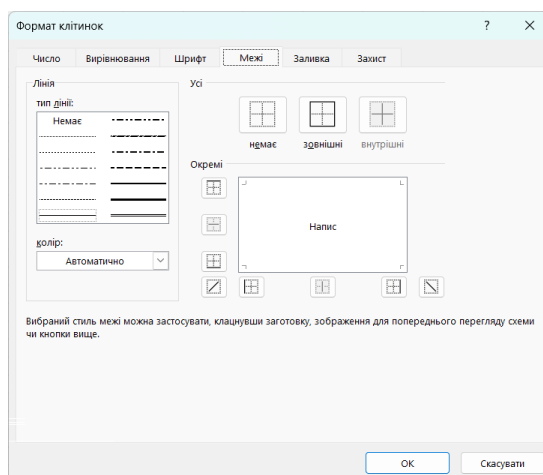 Формат клітинок
?
Число Вирівнювання Шрифт Межі Заливка Захист
Лінія
тип лінії:
Немає
колір:
Автоматично
Усі
немає зовнішні внутрішні
Окремі
Напис
Вибраний стиль межі можна застосувати, клацнувши заготовку, зображення для попереднього перегляду схеми
чи кнопки вище.
ОК Скасувати